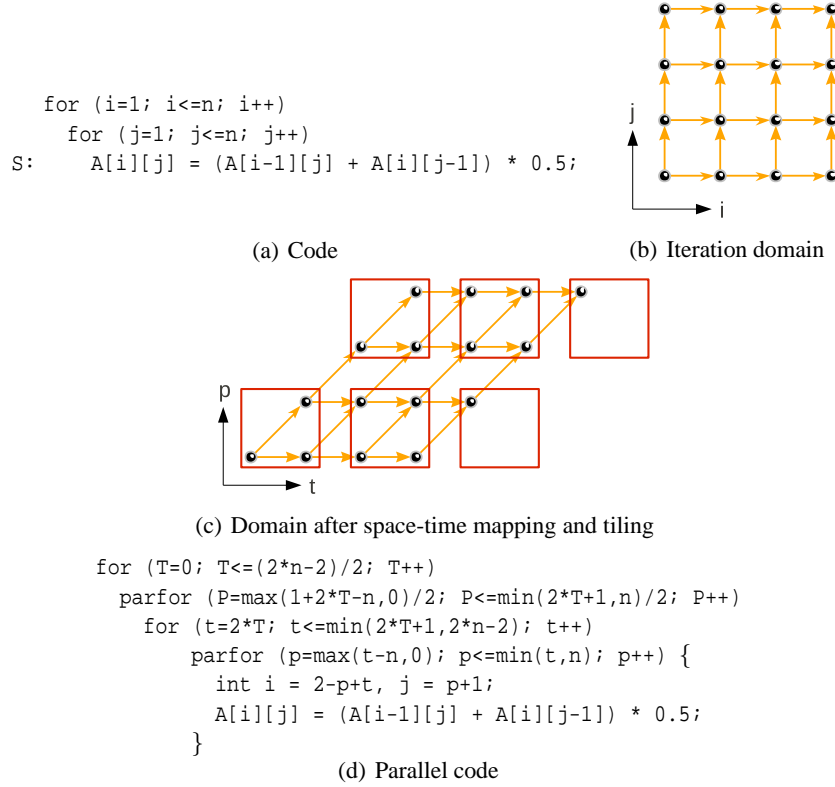 for (i=1; i<=n; i++)
for (j=1; j<=n; j++)
S: A[i][j] = (A[i-1][j] + A[i][j-1]) * 0.5;
j
i
(a) Code
(b) Iteration domain
p
t
(c) Domain after space-time mapping and tiling
for (T=0; T<=(2*n-2)/2; T++)
parfor (P=max(1+2*T-n,0)/2; P<=min(2*T+1,n)/2; P++)
for (t=2*T; t<=min(2*T+1,2*n-2); t++)
parfor (p=max(t-n,0); p<=min(t,n); p++) {
int i = 2-p+t, j = p+1;
A[i][j] = (A[i-1][j] + A[i][j-1]) * 0.5;
}
(d) Parallel code